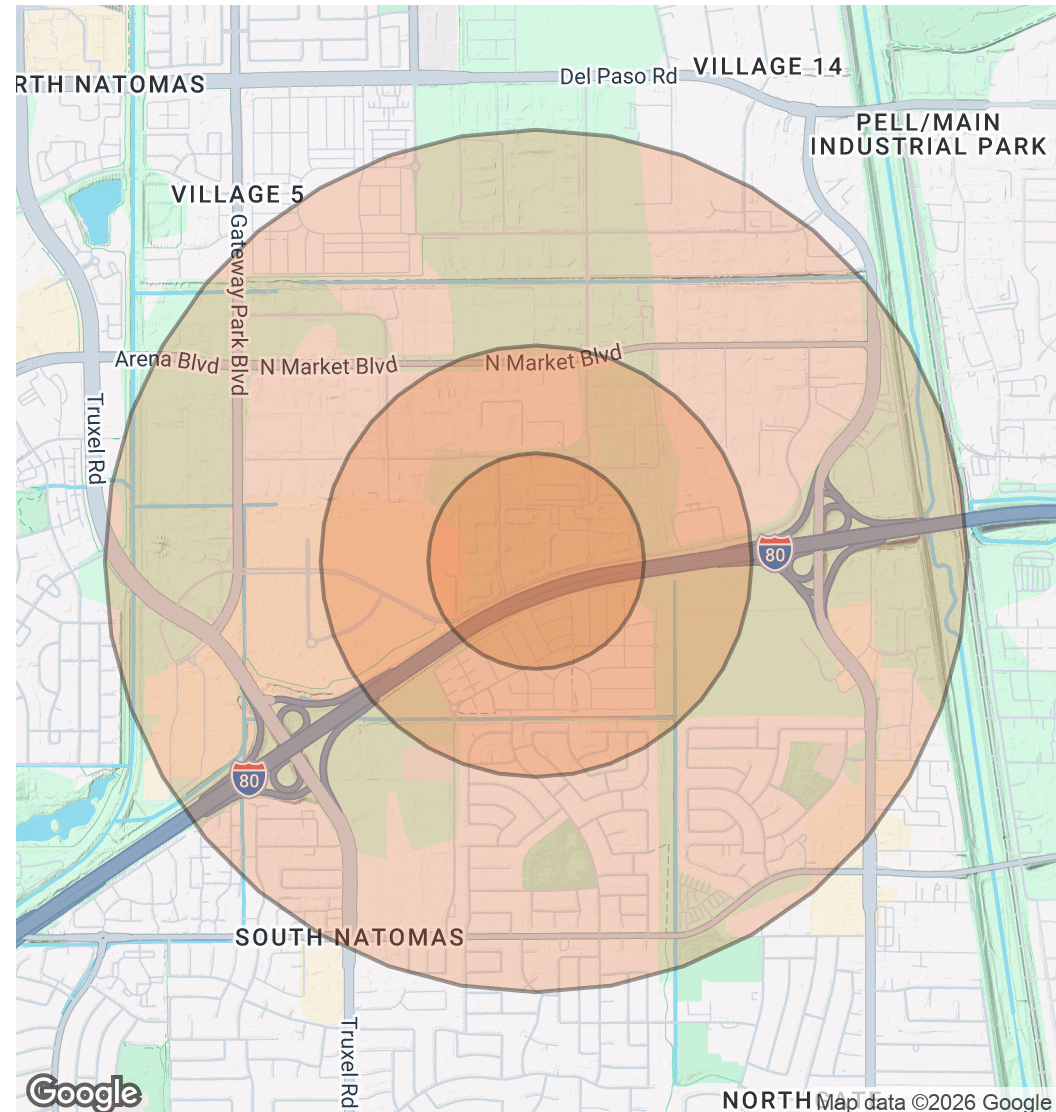 Del Paso Rd
VILLAGE 14
RTH NATOMAS
PELL/MAIN
INDUSTRIAL PARK
VILLAGE 5
Gateway Park Blvd
Arena Blvd
N Market Blvd
N Market Blvd
Truxel Rd
80
80
SOUTH NATOMAS
Truxel Rd
Google
NORTH
Map data ©2026 Google